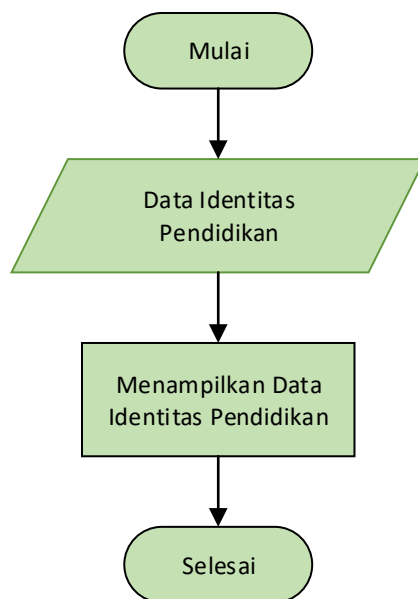 Mulai
Data Identitas
Pendidikan
Menampilkan Data
Identitas Pendidikan
Selesai